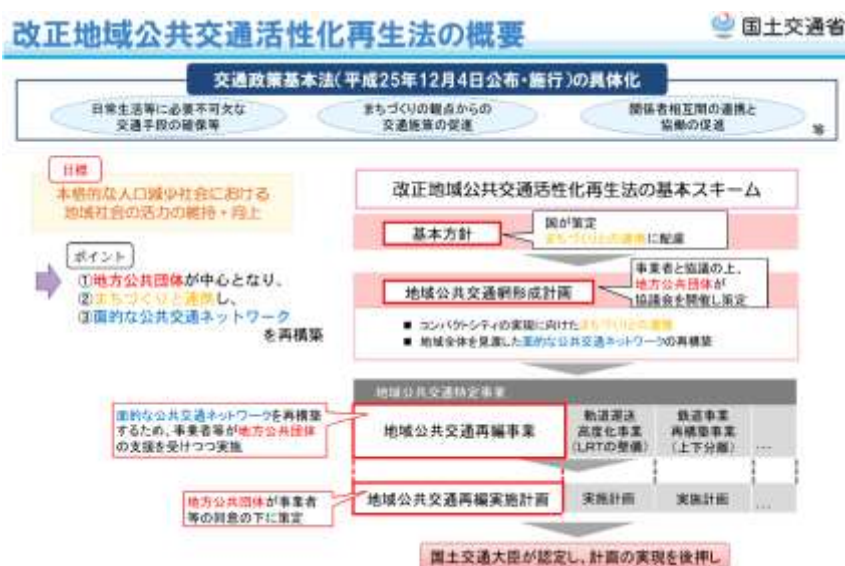 改正地域公共交通活性化再生法の概要
国土交通省
交通政策基本法(平成25年12月4日公布・施行)の具体化
日常生活等に必要不可欠な
交通手段の確保等
まちづくりの観点からの
交通施策の促進
関係者相互間の連携と
協働の促進
等
目標
本格的な人口減少社会における
地域社会の活力の維持・向上
ポイント
①地方公共団体が中心となり、
②まちづくりと連携し、
③面的な公共交通ネットワーク
を再構築
改正地域公共交通活性化再生法の基本スキーム
基本方針
国が策定
まちづくりとの連携に配慮
地域公共交通網形成計画
事業者と協議の上、
地方公共団体が
協議会を開催し策定
■ コンパクトシティの実現に向けたまちづくりとの連携
■ 地域全体を見渡した面的な公共交通ネットワークの再構築
地域公共交通特定事業
面的な公共交通ネットワークを再構築
するため、事業者等が地方公共団体
の支援を受けつつ実施
地域公共交通再編事業
軌道運送
高度化事業
(LRTの整備)
鉄道事業
再構築事業
(上下分離)
…
地方公共団体が事業者
等の同意の下に策定
地域公共交通再編実施計画
実施計画
実施計画
…
国土交通大臣が認定し、計画の実現を後押し